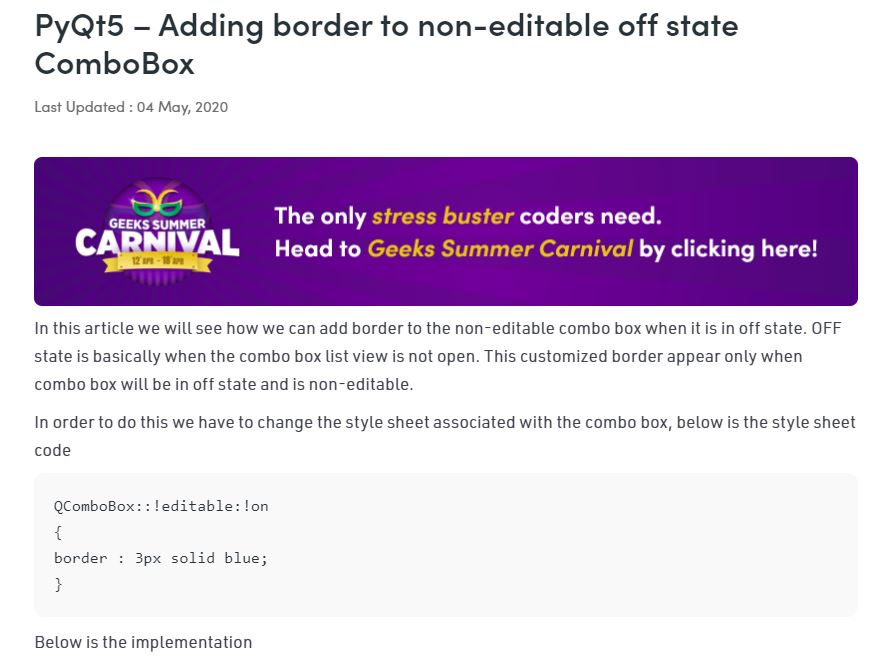 PyQt5 – Adding border to non-editable off state
ComboBox
Last Updated : 04 May, 2020
GEEKS SUMMER
CARNIVAL
12 APR - 18 APR
The only stress buster coders need.
Head to Geeks Summer Carnival by clicking here!
In this article we will see how we can add border to the non-editable combo box when it is in off state. OFF
state is basically when the combo box list view is not open. This customized border appear only when
combo box will be in off state and is non-editable.
In order to do this we have to change the style sheet associated with the combo box, below is the style sheet
code
QComboBox::!editable:!on
{
border : 3px solid blue;
}
Below is the implementation